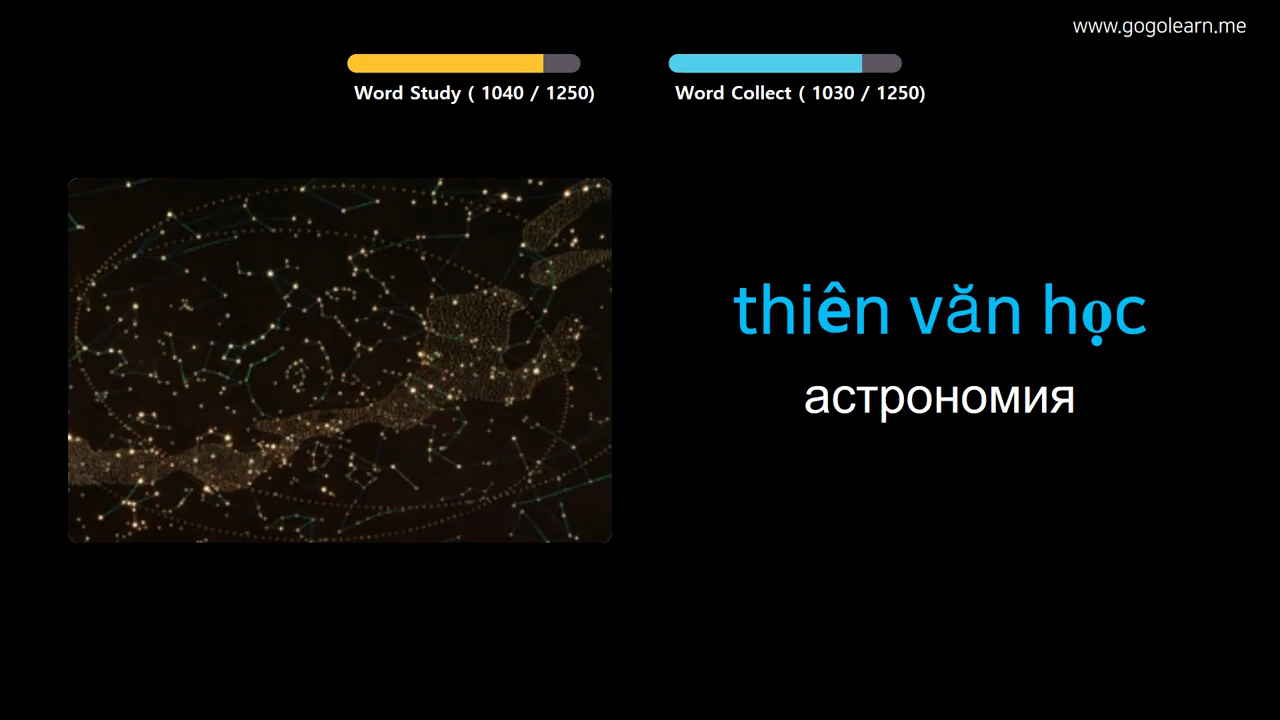 www.gogolearn.me
Word Study ( 1040 / 1250)
Word Collect ( 1030 / 1250)
thiên văn học
астрономия